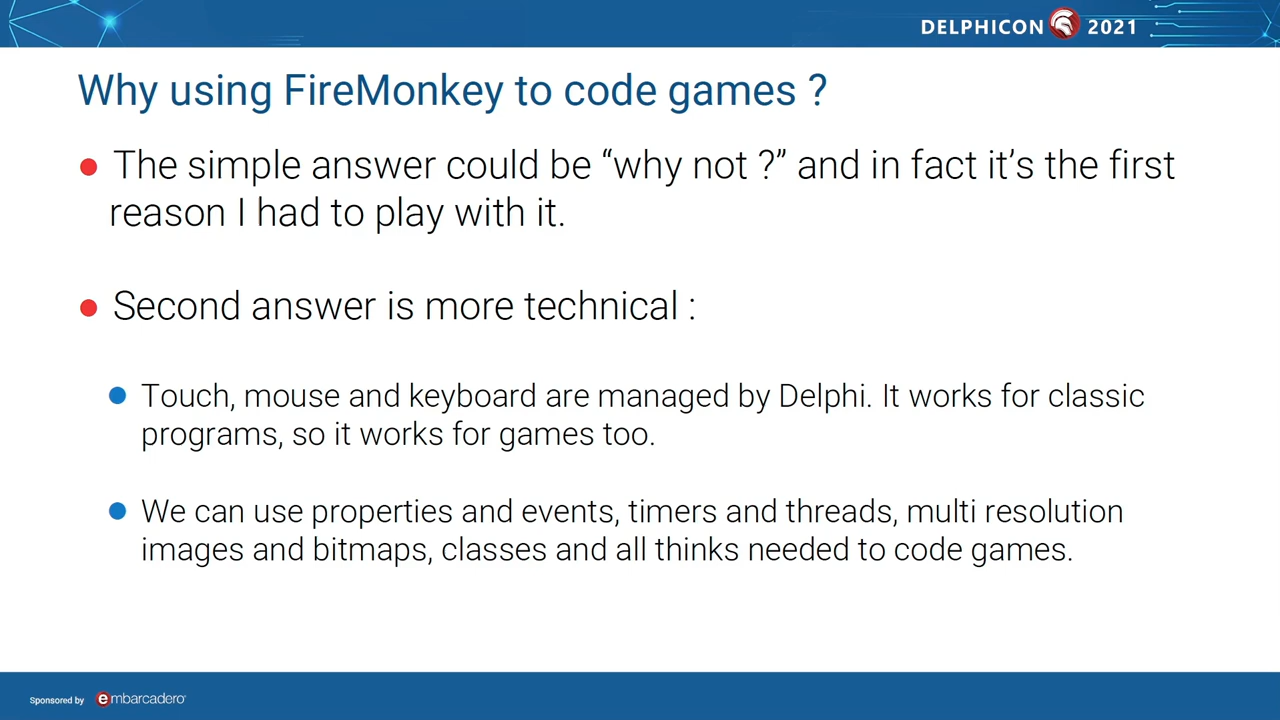 DELPHICON 2021
Why using FireMonkey to code games ?
The simple answer could be “why not ?” and in fact it’s the first
reason I had to play with it.
Second answer is more technical :
Touch, mouse and keyboard are managed by Delphi. It works for classic
programs, so it works for games too.
We can use properties and events, timers and threads, multi resolution
images and bitmaps, classes and all thinks needed to code games.
Sponsored by embarcadero